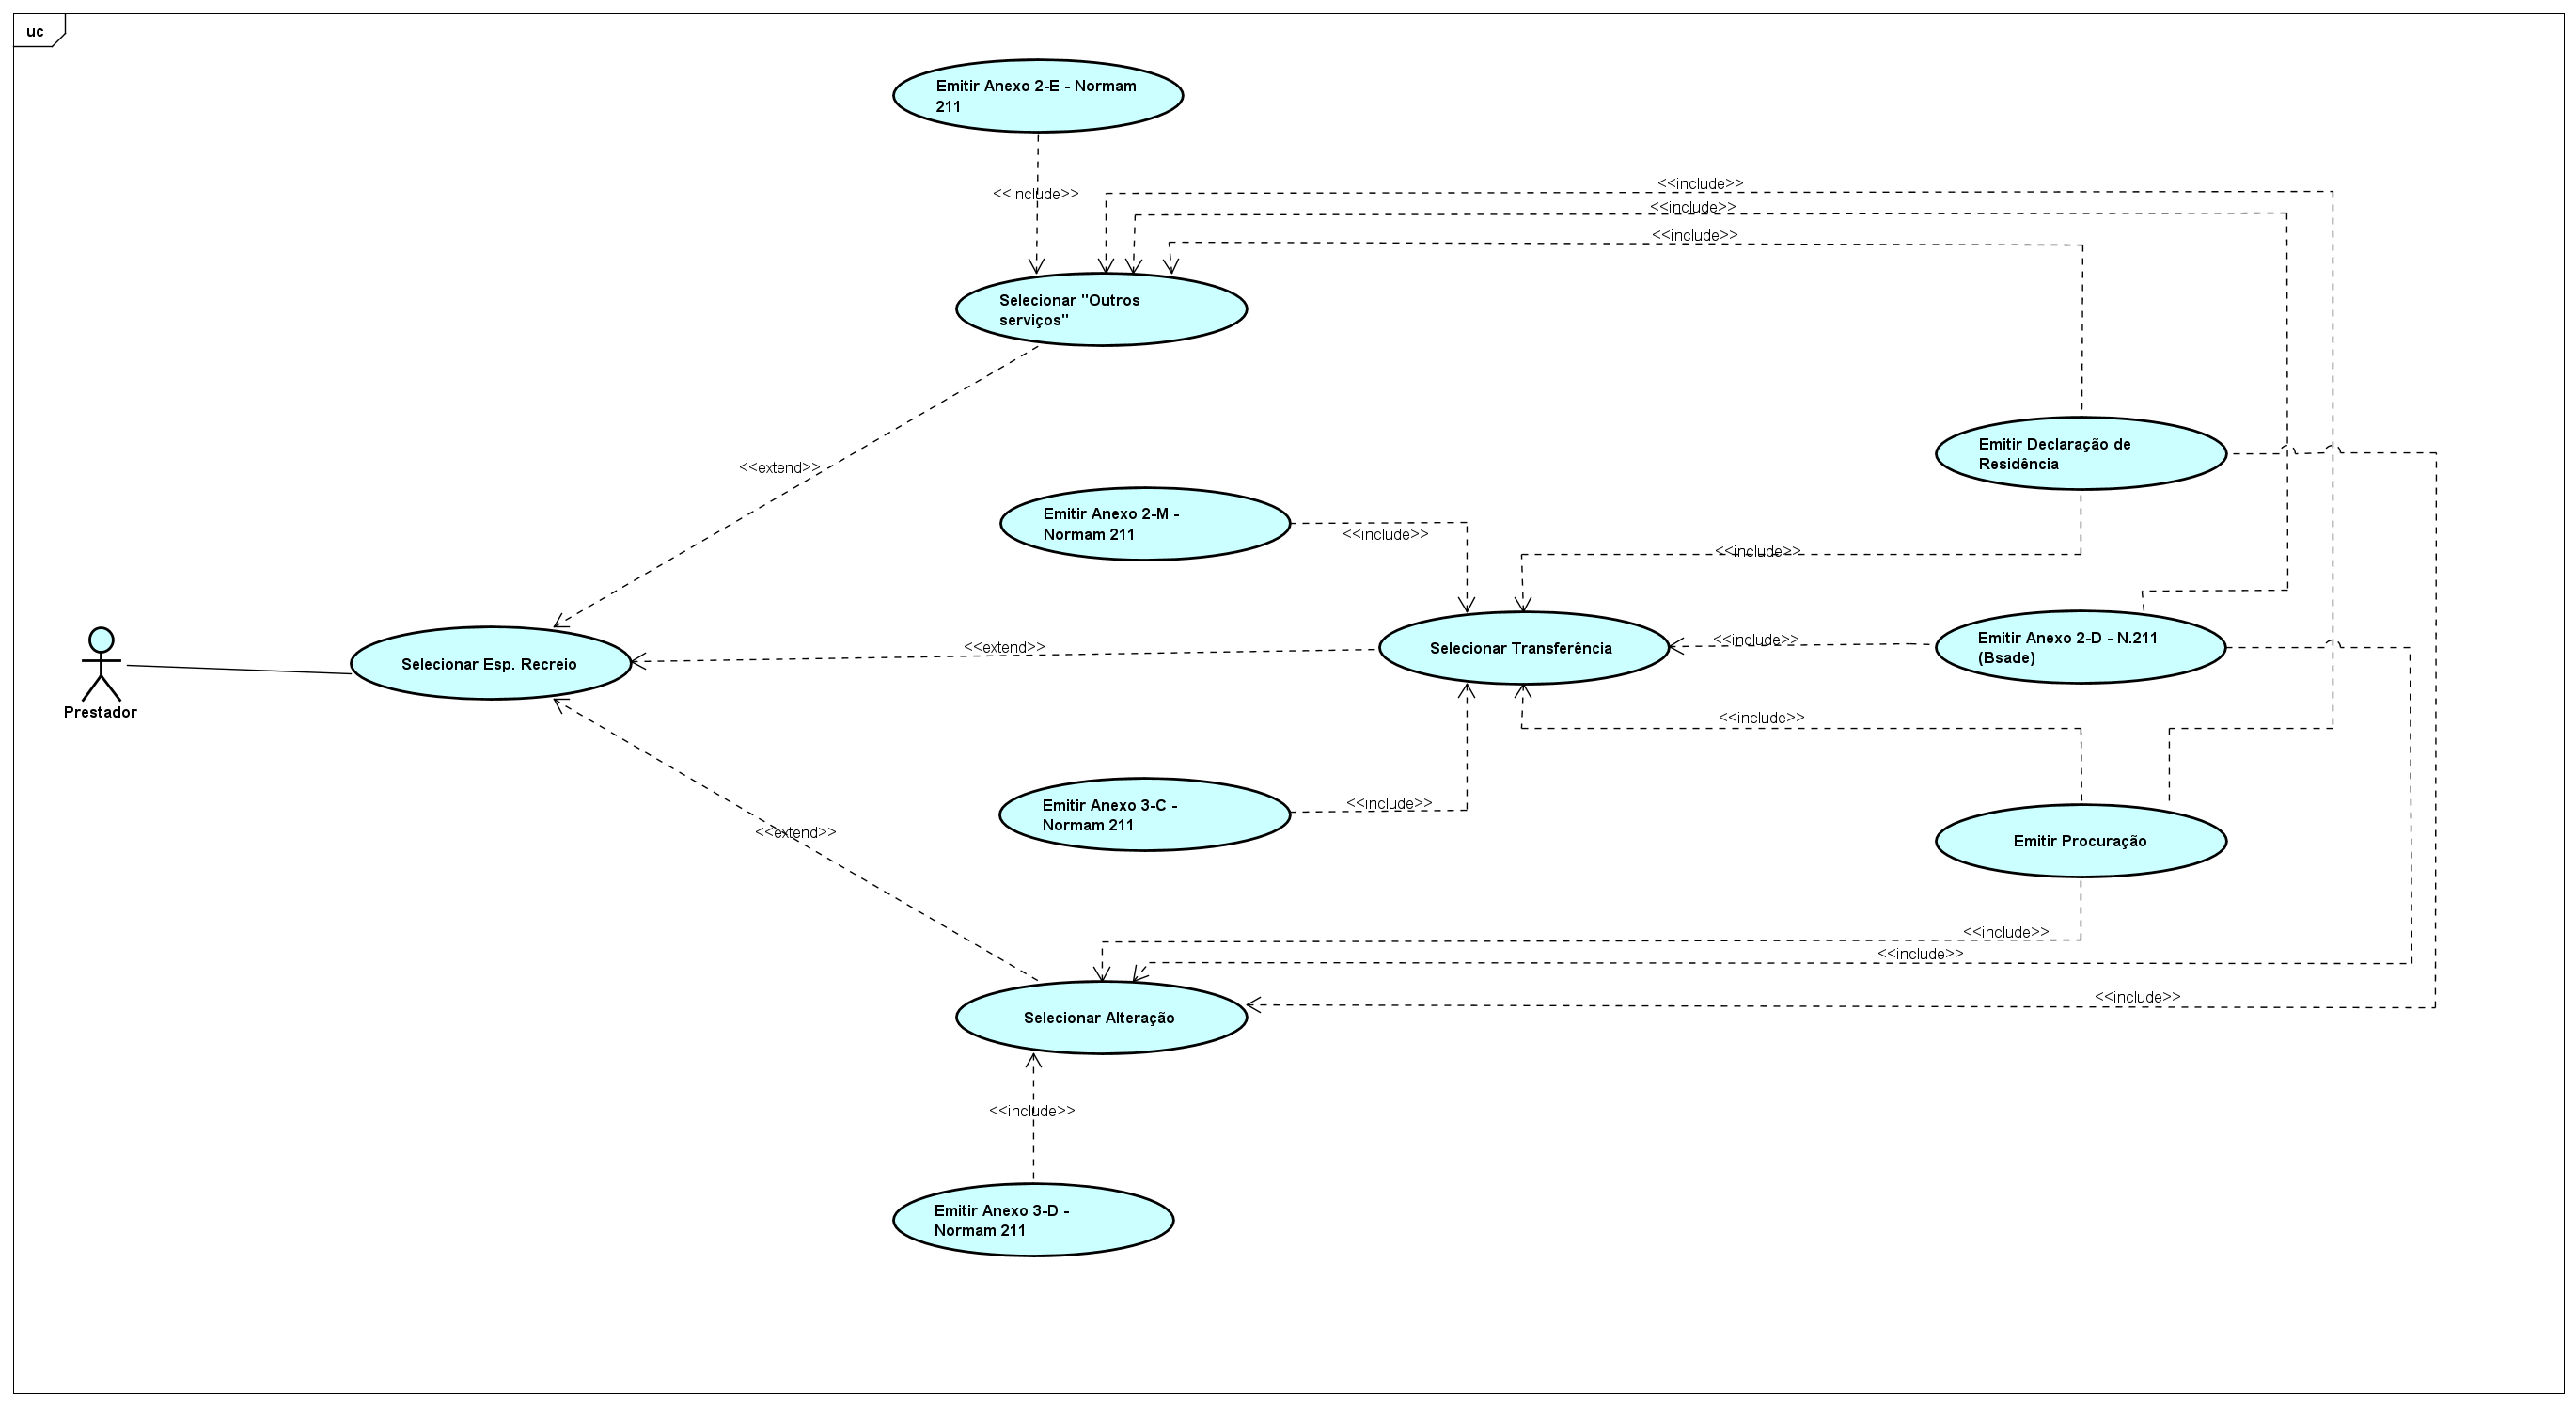 uc
Emitir Anexo 2-E - Normam
211
<<include>>
<<include>>
<<include>>
<<include>>
Selecionar "Outros
serviços"
Emitir Declaração de
Residência
<<extend>>
Emitir Anexo 2-M -
Normam 211
<<include>>
<<include>>
Prestador
Selecionar Esp. Recreio
<<extend>>
Selecionar Transferência
<<include>>
Emitir Anexo 2-D - N.211
(Bsade)
<<include>>
Emitir Anexo 3-C -
Normam 211
<<include>>
<<extend>>
Emitir Procuração
<<include>>
<<include>>
<<include>>
Selecionar Alteração
<<include>>
Emitir Anexo 3-D -
Normam 211